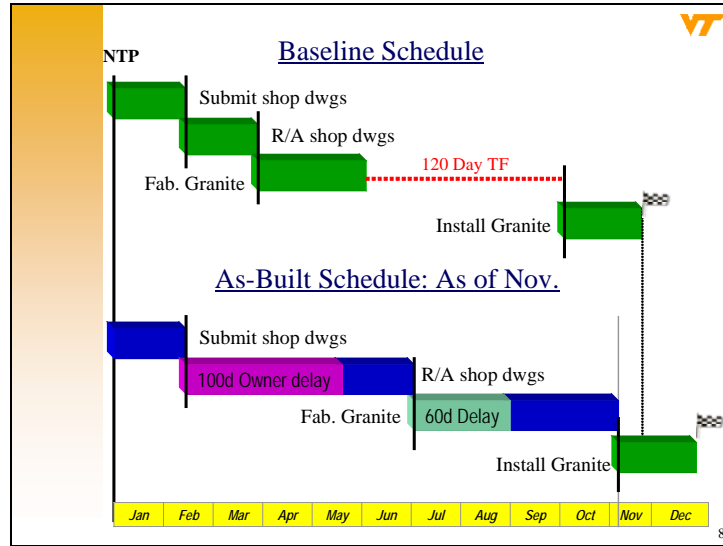 VT
NTP
Baseline Schedule
Submit shop dwgs
R/A shop dwgs
120 Day TF
Fab. Granite
Install Granite
As-Built Schedule: As of Nov.
Submit shop dwgs
100d Owner delay
R/A shop dwgs
Fab. Granite
60d Delay
Install Granite
Jan Feb Mar Apr May Jun Jul Aug Sep Oct Nov Dec
8